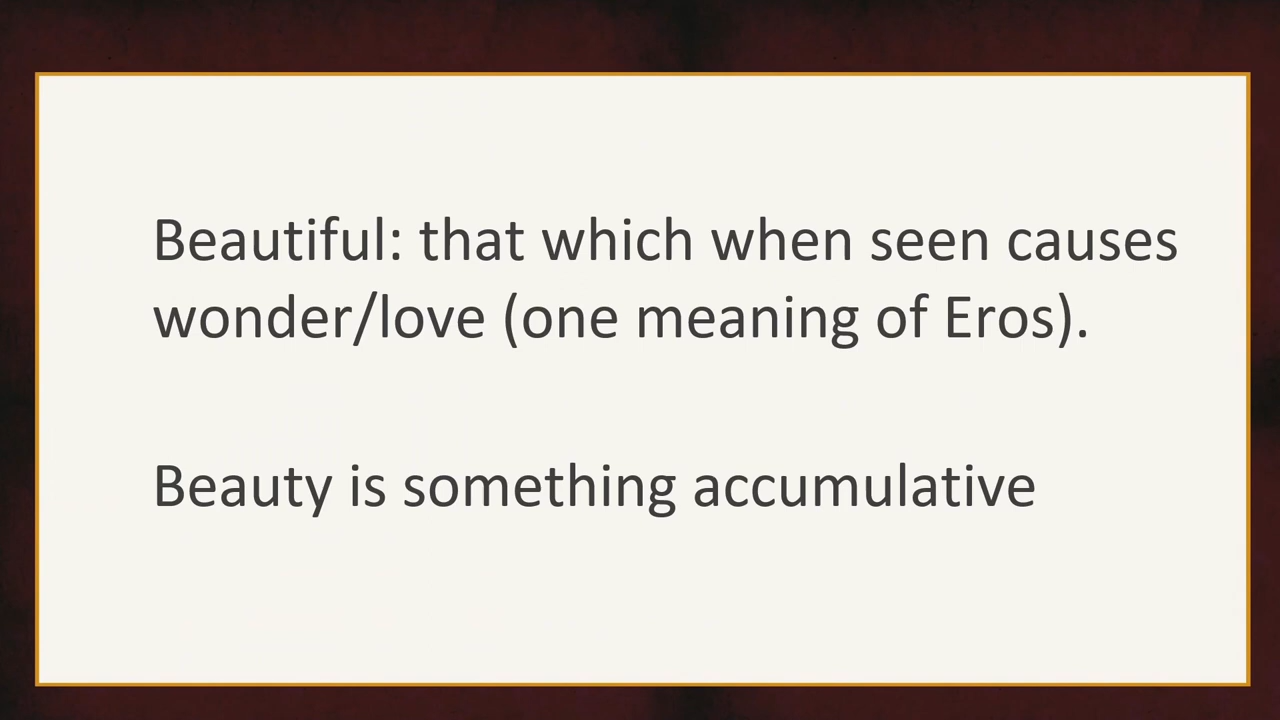 Beautiful: that which when seen causes
wonder/love (one meaning of Eros).
Beauty is something accumulative